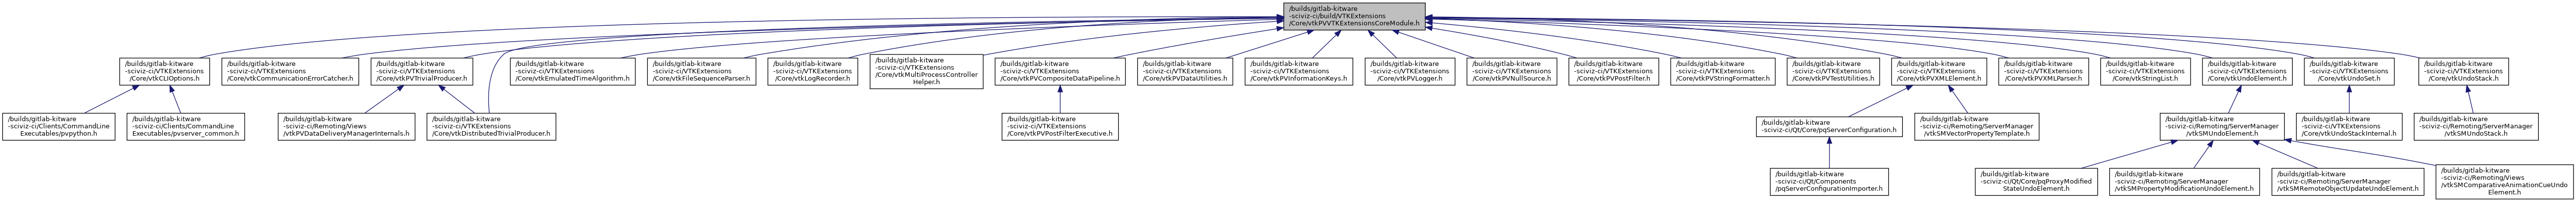 /builds/gitlab-kitware
-sciviz-ci/build/VTKExtensions
/Core/vtkPVVTKExtensionsCoreModule.h
/builds/gitlab-kitware
-sciviz-ci/VTKExtensions
/Core/vtkCLIOptions.h
/builds/gitlab-kitware
-sciviz-ci/VTKExtensions
/Core/vtkCommunicationErrorCatcher.h
/builds/gitlab-kitware
-sciviz-ci/VTKExtensions
/Core/vtkPVTrivialProducer.h
/builds/gitlab-kitware
-sciviz-ci/VTKExtensions
/Core/vtkEmulatedTimeAlgorithm.h
/builds/gitlab-kitware
-sciviz-ci/VTKExtensions
/Core/vtkFileSequenceParser.h
/builds/gitlab-kitware
-sciviz-ci/VTKExtensions
/Core/vtkLogRecorder.h
/builds/gitlab-kitware
-sciviz-ci/VTKExtensions
/Core/vtkMultiProcessController
Helper.h
/builds/gitlab-kitware
-sciviz-ci/VTKExtensions
/Core/vtkPVCompositeDataPipeline.h
/builds/gitlab-kitware
-sciviz-ci/VTKExtensions
/Core/vtkPVDataUtilities.h
/builds/gitlab-kitware
-sciviz-ci/VTKExtensions
/Core/vtkPVInformationKeys.h
/builds/gitlab-kitware
-sciviz-ci/VTKExtensions
/Core/vtkPVLogger.h
/builds/gitlab-kitware
-sciviz-ci/VTKExtensions
/Core/vtkPVNullSource.h
/builds/gitlab-kitware
-sciviz-ci/VTKExtensions
/Core/vtkPVPostFilter.h
/builds/gitlab-kitware
-sciviz-ci/VTKExtensions
/Core/vtkPVStringFormatter.h
/builds/gitlab-kitware
-sciviz-ci/VTKExtensions
/Core/vtkPVTestUtilities.h
/builds/gitlab-kitware
-sciviz-ci/VTKExtensions
/Core/vtkPVXMLElement.h
/builds/gitlab-kitware
-sciviz-ci/VTKExtensions
/Core/vtkPVXMLParser.h
/builds/gitlab-kitware
-sciviz-ci/VTKExtensions
/Core/vtkStringList.h
/builds/gitlab-kitware
-sciviz-ci/VTKExtensions
/Core/vtkUndoElement.h
/builds/gitlab-kitware
-sciviz-ci/VTKExtensions
/Core/vtkUndoSet.h
/builds/gitlab-kitware
-sciviz-ci/VTKExtensions
/Core/vtkUndoStack.h
/builds/gitlab-kitware
-sciviz-ci/Clients/CommandLine
Executables/pvpython.h
/builds/gitlab-kitware
-sciviz-ci/Clients/CommandLine
Executables/pvserver_common.h
/builds/gitlab-kitware
-sciviz-ci/Remoting/Views
/vtkPVDataDeliveryManagerInternals.h
/builds/gitlab-kitware
-sciviz-ci/VTKExtensions
/Core/vtkDistributedTrivialProducer.h
/builds/gitlab-kitware
-sciviz-ci/VTKExtensions
/Core/vtkPVPostFilterExecutive.h
/builds/gitlab-kitware
-sciviz-ci/Qt/Core/pqServerConfiguration.h
/builds/gitlab-kitware
-sciviz-ci/Remoting/ServerManager
/vtkSMVectorPropertyTemplate.h
/builds/gitlab-kitware
-sciviz-ci/Remoting/ServerManager
/vtkSMUndoElement.h
/builds/gitlab-kitware
-sciviz-ci/VTKExtensions
/Core/vtkUndoStackInternal.h
/builds/gitlab-kitware
-sciviz-ci/Remoting/ServerManager
/vtkSMUndoStack.h
/builds/gitlab-kitware
-sciviz-ci/Qt/Components
/pqServerConfigurationImporter.h
/builds/gitlab-kitware
-sciviz-ci/Qt/Core/pqProxyModified
StateUndoElement.h
/builds/gitlab-kitware
-sciviz-ci/Remoting/ServerManager
/vtkSMPropertyModificationUndoElement.h
/builds/gitlab-kitware
-sciviz-ci/Remoting/ServerManager
/vtkSMRemoteObjectUpdateUndoElement.h
/builds/gitlab-kitware
-sciviz-ci/Remoting/Views
/vtkSMComparativeAnimationCueUndo
Element.h